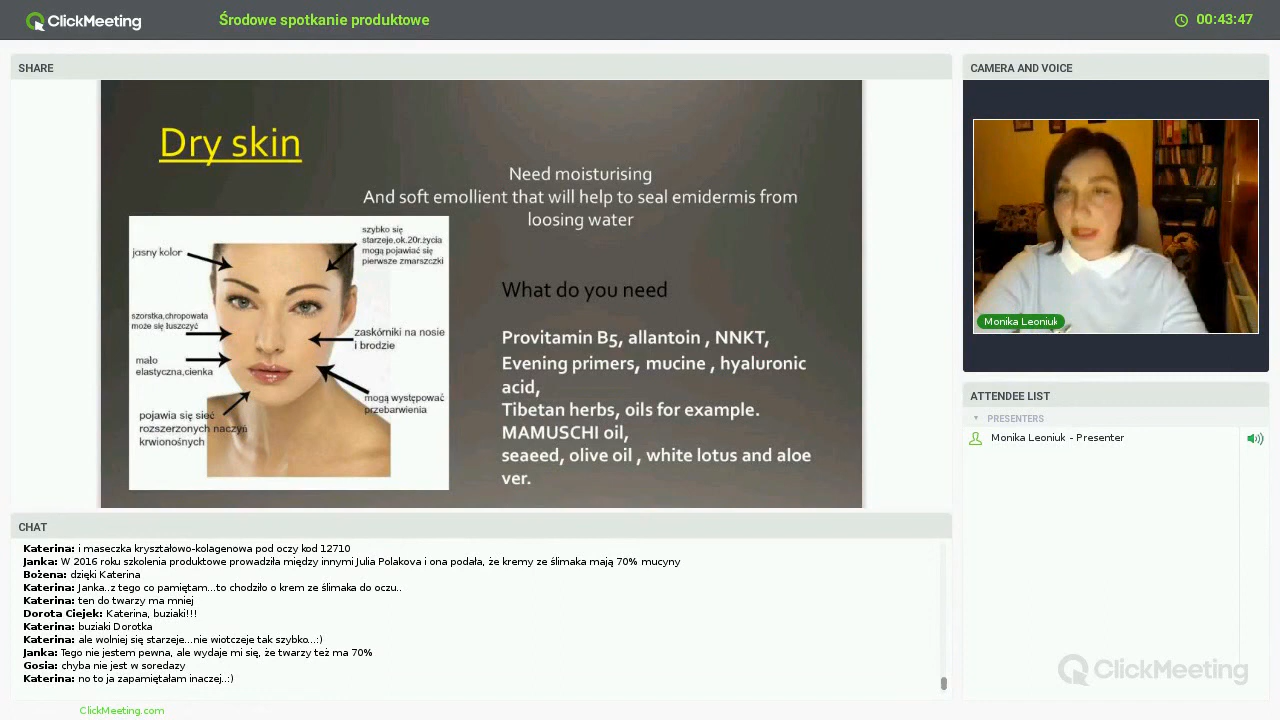 ClickMeeting
Środowe spotkanie produktowe
00:43:47
SHARE
Dry skin
Need moisturising
And soft emollient that will help to seal emidermis from
loosing water
jasny kolor
szybko się
starzeje,ok.20r.życia
mogą pojawiać się
pierwsze zmarszczki
szorstka,chropowata
może się łuszczyć
zaskórniki na nosie
i brodzie
mało
elastyczna,cienka
mogą występować
przebarwienia
pojawia się sieć
rozszerzonych naczyń
krwionośnych
What do you need
Provitamin B5, allantoin , NNKT,
Evening primers, mucine , hyaluronic
acid,
Tibetan herbs, oils for example.
MAMUSCHI oil,
seaeed, olive oil , white lotus and aloe
ver.
CAMERA AND VOICE
Monika Leoniuk
ATTENDEE LIST
PRESENTERS
Monika Leoniuk - Presenter
CHAT
Katerina: i maseczka kryształowo-kolagenowa pod oczy kod 12710
Janka: W 2016 roku szkolenia produktowe prowadziła między innymi Julia Polakova i ona podała, że kremy ze ślimaka mają 70% mucyny
Bożena: dzięki Katerina
Katerina: Janka..z tego co pamiętam...to chodziło o krem ze ślimaka do oczu..
Katerina: ten do twarzy ma mniej
Dorota Ciejek: Katerina, buziaki!!!
Katerina: buziaki Dorotka
Katerina: ale wolniej się starzeje...nie wiotczeje tak szybko...:)
Janka: Tego nie jestem pewna, ale wydaje mi się, że twarzy też ma 70%
Gosia: chyba nie jest w soredazy
Katerina: no to ja zapamiętałam inaczej..:)
ClickMeeting
ClickMeeting.com